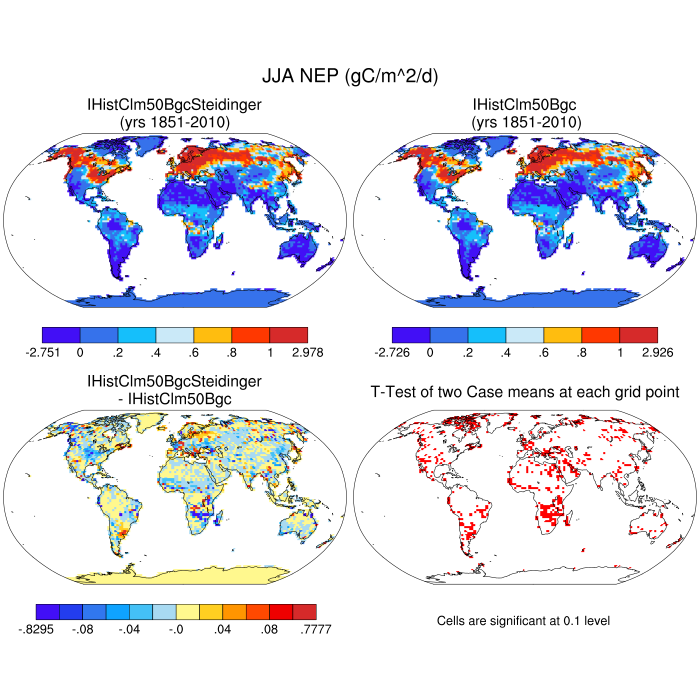 JJA NEP (gC/m^2/d)
IHistClm50BgcSteidinger
(yrs 1851-2010)
IHistClm50Bgc
(yrs 1851-2010)
-2.751 0 .2 .4 .6 .8 1 2.978
-2.726 0 .2 .4 .6 .8 1 2.926
IHistClm50BgcSteidinger
- IHistClm50Bgc
T-Test of two Case means at each grid point
-.8295 -.08 -.04 -.0 .04 .08 .7777
Cells are significant at 0.1 level